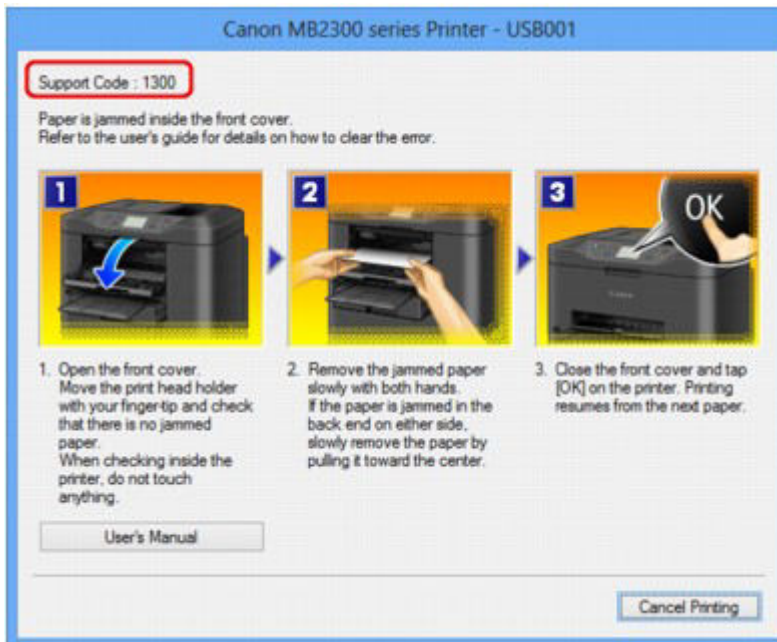 Canon MB2300 series Printer - USB001
Support Code : 1300
Paper is jammed inside the front cover.
Refer to the user's guide for details on how to clear the error.
1
2
3
OK
1. Open the front cover.
Move the print head holder
with your finger-tip and check
that there is no jammed
paper.
When checking inside the
printer, do not touch
anything.
2. Remove the jammed paper
slowly with both hands.
If the paper is jammed in the
back end on either side,
slowly remove the paper by
pulling it toward the center.
3. Close the front cover and tap
[OK] on the printer. Printing
resumes from the next paper.
User's Manual
Cancel Printing